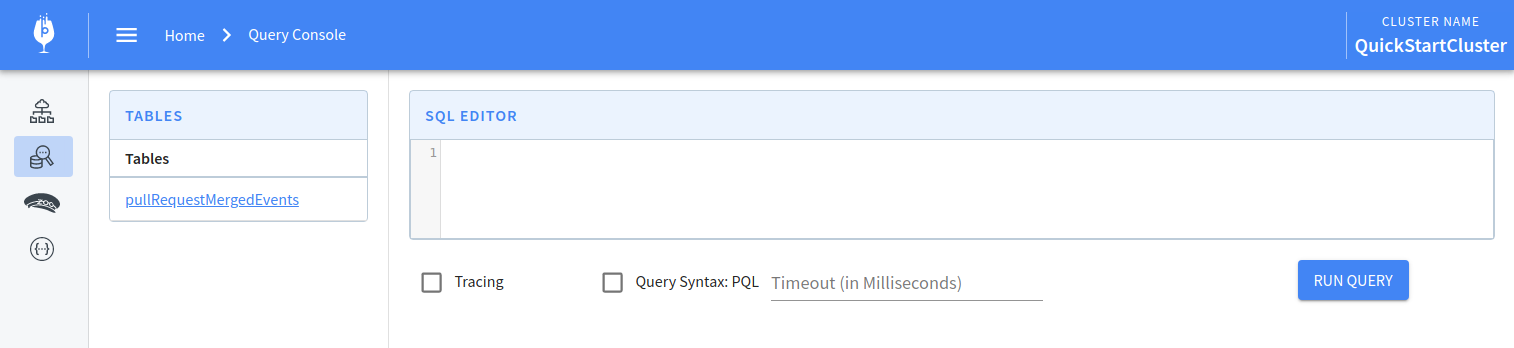 Home
Query Console
CLUSTER NAME
QuickStartCluster
TABLES
Tables
pullRequestMergedEvents
SQL EDITOR
1
Tracing
Query Syntax: PQL
Timeout (in Milliseconds)
RUN QUERY
ZOO
{···}